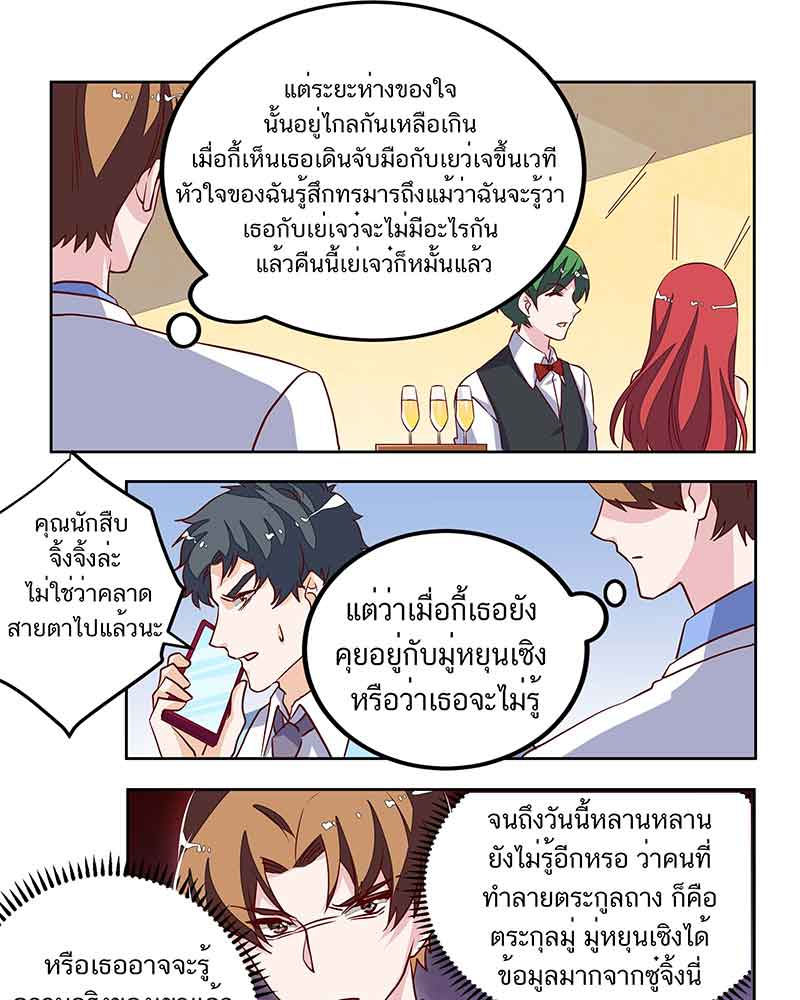 แต่ระยะห่างของใจ
นั้นอยู่ไกลกันเหลือเกิน
เมื่อกี้เห็นเธอเดินจับมือกับเยว่เจขึ้นเวที
หัวใจของฉันรู้สึกทรมารถึงแม้ว่าฉันจะรู้ว่า
เธอกับเย่เจว๋จะไม่มีอะไรกัน
แล้วคืนนี้เย่เจว๋ก็หมั้นแล้ว
คุณนักสืบ
จิ้งจิ้งล่ะ
ไม่ใช่ว่าคลาด
สายตาไปแล้วนะ
แต่ว่าเมื่อกี้เธอยัง
คุยอยู่กับมู่หยุนเซิง
หรือว่าเธอจะไม่รู้
จนถึงวันนี้หลานหลาน
ยังไม่รู้อีกหรอ ว่าคนที่
ทำลายตระกูลถาง ก็คือ
ตระกุลมู่ มู่หยุนเซิงได้
ข้อมูลมากจากซู๋จิ้งนี่
หรือเธออาจจะรู้